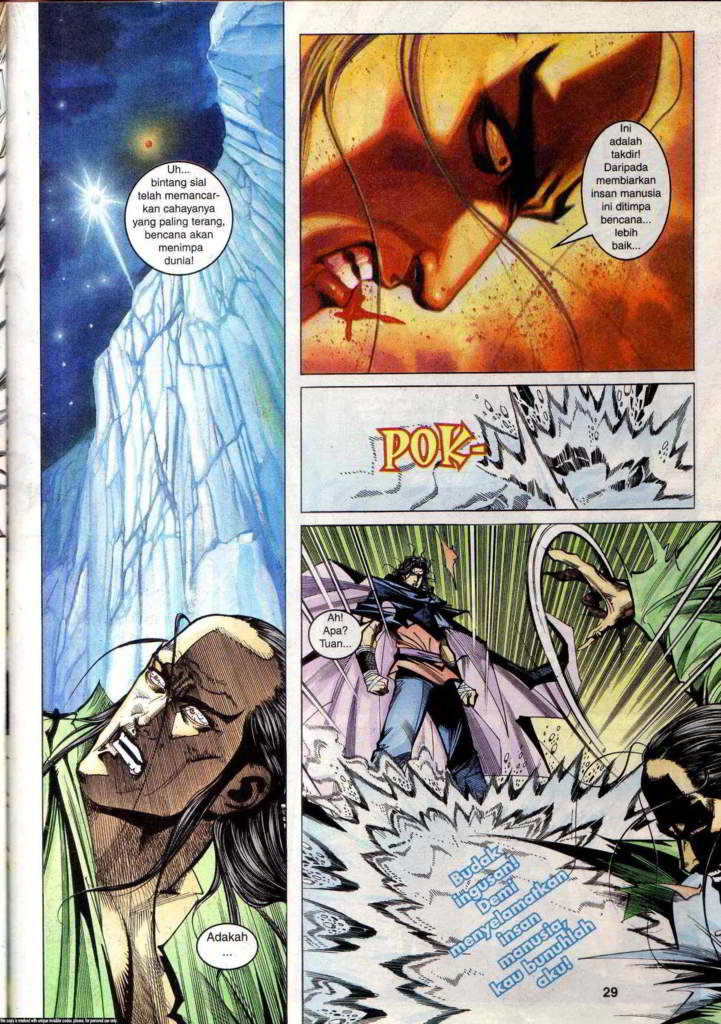 Uh...
bintang sial
telah memancar-
kan cahayanya
yang paling terang,
bencana akan
menimpa
dunia!
Adakah
...
Ini
adalah
takdir!
Daripada
membiarkan
insan manusia
ini ditimpa
bencana...
lebih
baik...
POK-
Ah!
Apa?
Tuan...
Budak
ingusan!
Demi
menyelamatkan
insan
manusia,
kau bunuhlah
aku!
29